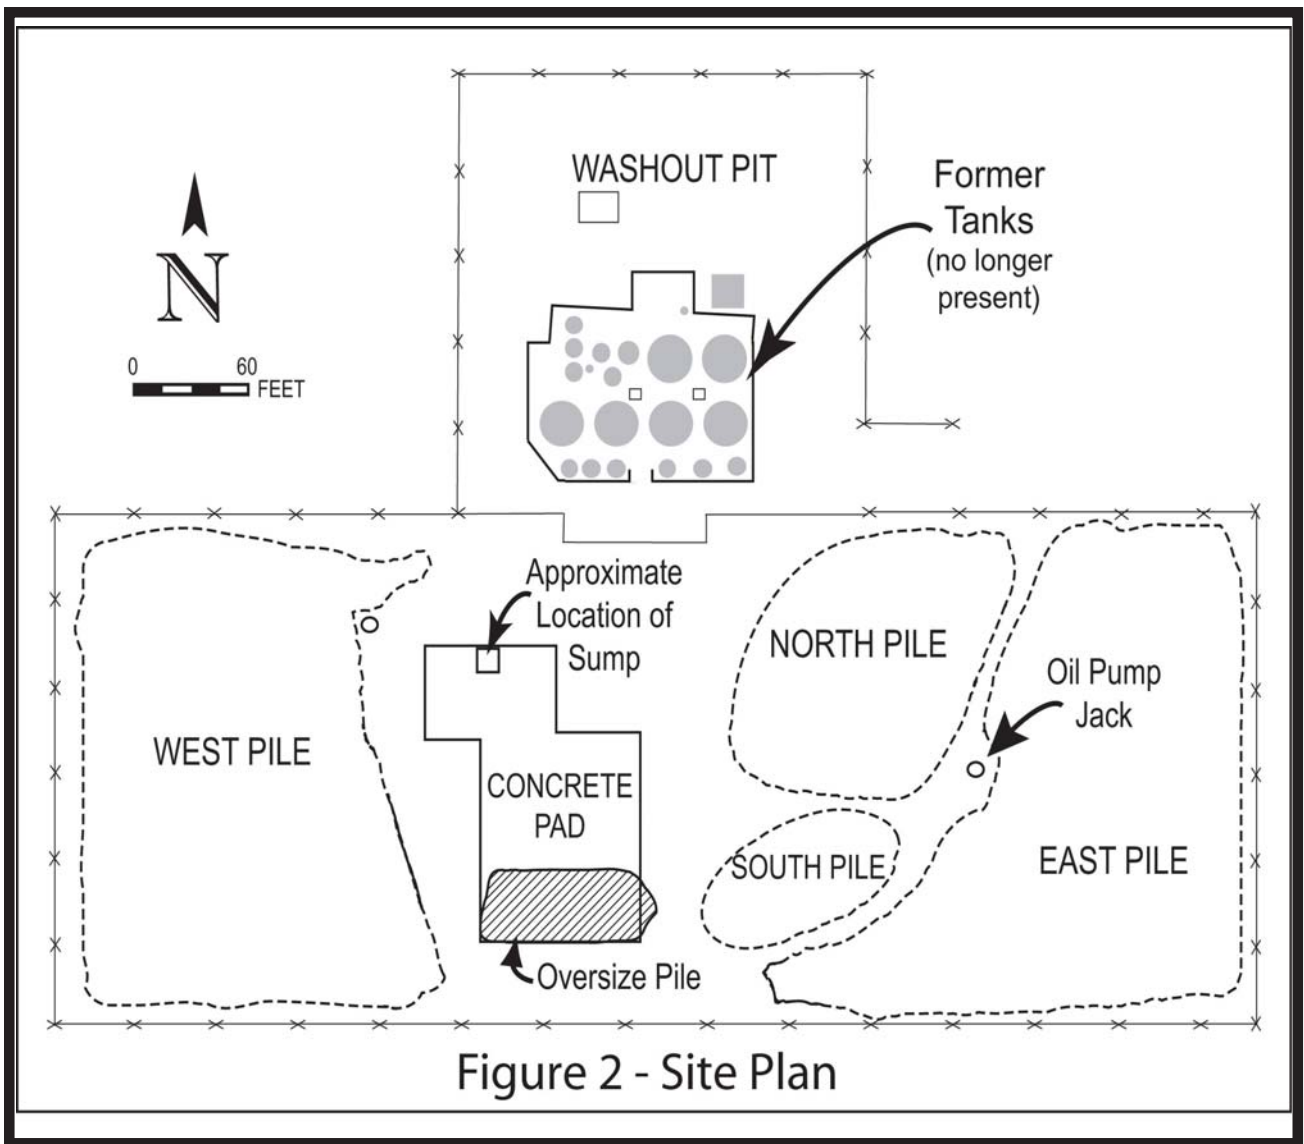 WASHOUT PIT
Former
Tanks
(no longer
present)
N
0 60
FEET
Approximate
Location of
Sump
NORTH PILE
Oil Pump
Jack
WEST PILE
CONCRETE
PAD
SOUTH PILE
EAST PILE
Oversize Pile
Figure 2 - Site Plan